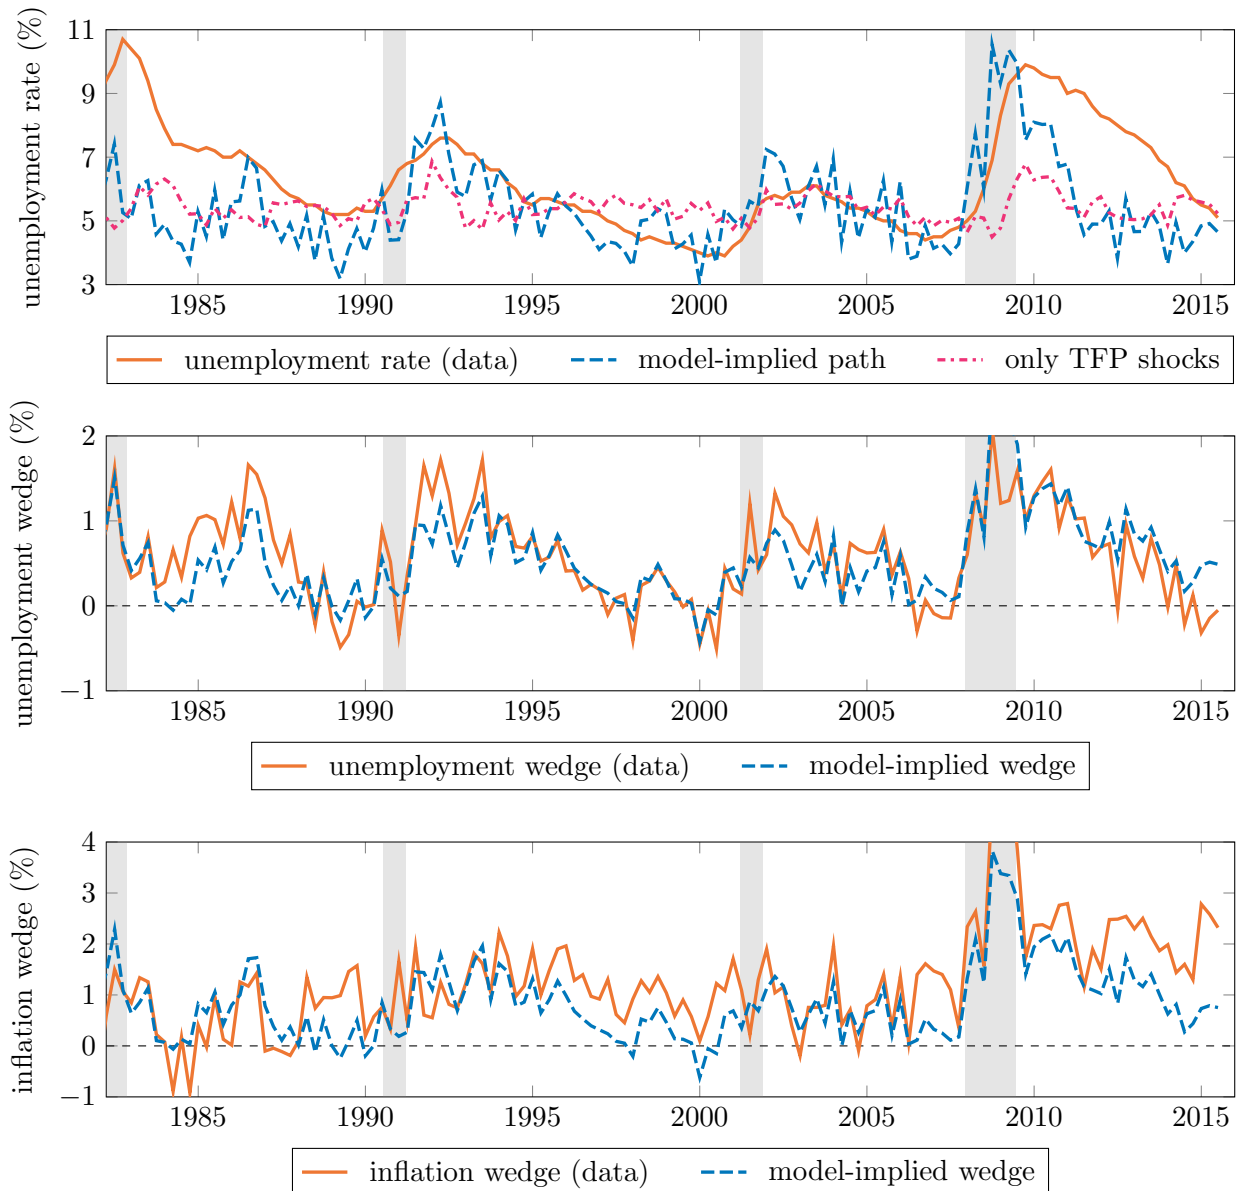 unemployment rate (%)
11
9
7
5
3
1985 1990 1995 2000 2005 2010 2015
unemployment rate (data) model-implied path only TFP shocks
unemployment wedge (%)
2
1
0
−1
1985 1990 1995 2000 2005 2010 2015
unemployment wedge (data) model-implied wedge
inflation wedge (%)
4
3
2
1
0
−1
1985 1990 1995 2000 2005 2010 2015
inflation wedge (data) model-implied wedge